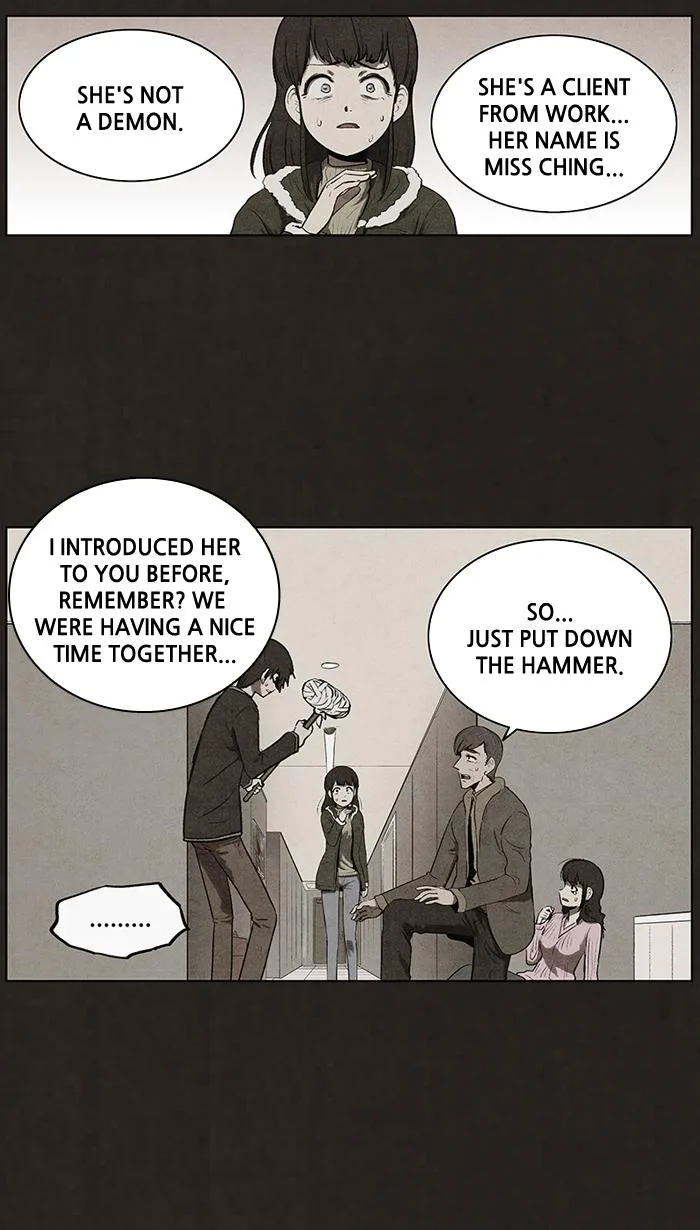 SHE'S NOT
A DEMON.
SHE'S A CLIENT
FROM WORK...
HER NAME IS
MISS CHING...
I INTRODUCED HER
TO YOU BEFORE,
REMEMBER? WE
WERE HAVING A NICE
TIME TOGETHER...
SO...
JUST PUT DOWN
THE HAMMER.
.........